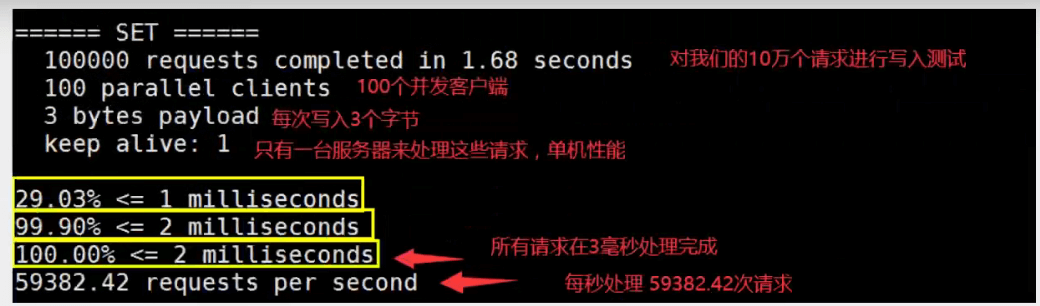 ====== SET ======
100000 requests completed in 1.68 seconds 对我们的10万个请求进行写入测试
100 parallel clients 100个并发客户端
3 bytes payload 每次写入3个字节
keep alive: 1 只有一台服务器来处理这些请求，单机性能
29.03% <= 1 milliseconds
99.90% <= 2 milliseconds
100.00% <= 2 milliseconds 所有请求在3毫秒处理完成
59382.42 requests per second 每秒处理 59382.42次请求